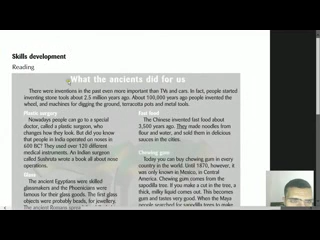 Skills development
Reading
What the ancients did for us
There were inventions in the past even more important than TVs and cars. In fact, people started
inventing stone tools about 2.5 million years ago. About 100,000 years ago people invented the
wheel, and machines for digging the ground, terracotta pots and metal tools.
Plastic surgery
Nowadays people can go to a special
doctor, called a plastic surgeon, who
changes how they look. But did you know
that people in India operated on noses in
600 BC? They used over 120 different
medical instruments. An Indian surgeon
called Sushruta wrote a book all about nose
operations.
Glass
The ancient Egyptians were skilled
glassmakers and the Phoenicians were
famous for their glass goods. The first glass
objects were probably beads, for jewellery.
The ancient Romans
Fast food
The Chinese invented fast food about
3,500 years ago. They made noodles from
flour and water, and sold them in delicious
sauces in the cities.
Chewing gum
Today you can buy chewing gum in every
country in the world. Until 1870, however, it
was only known in Mexico, in Central
America. Chewing gum comes from the
sapodilla tree. If you make a cut in the tree, a
thick, milky liquid comes out. This becomes
gum and tastes very good. When the Maya
people searched for sapodilla trees to make